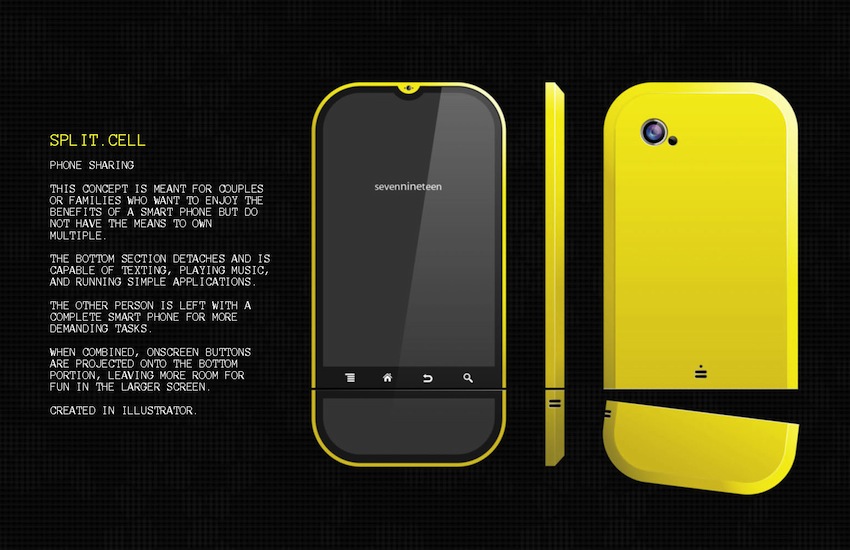 SPLIT.CELL
PHONE SHARING
THIS CONCEPT IS MEANT FOR COUPLES
OR FAMILIES WHO WANT TO ENJOY THE
BENEFITS OF A SMART PHONE BUT DO
NOT HAVE THE MEANS TO OWN
MULTIPLE.
THE BOTTOM SECTION DETACHES AND IS
CAPABLE OF TEXTING, PLAYING MUSIC,
AND RUNNING SIMPLE APPLICATIONS.
THE OTHER PERSON IS LEFT WITH A
COMPLETE SMART PHONE FOR MORE
DEMANDING TASKS.
WHEN COMBINED, ONSCREEN BUTTONS
ARE PROJECTED ONTO THE BOTTOM
PORTION, LEAVING MORE ROOM FOR
FUN IN THE LARGER SCREEN.
CREATED IN ILLUSTRATOR.
sevennineteen